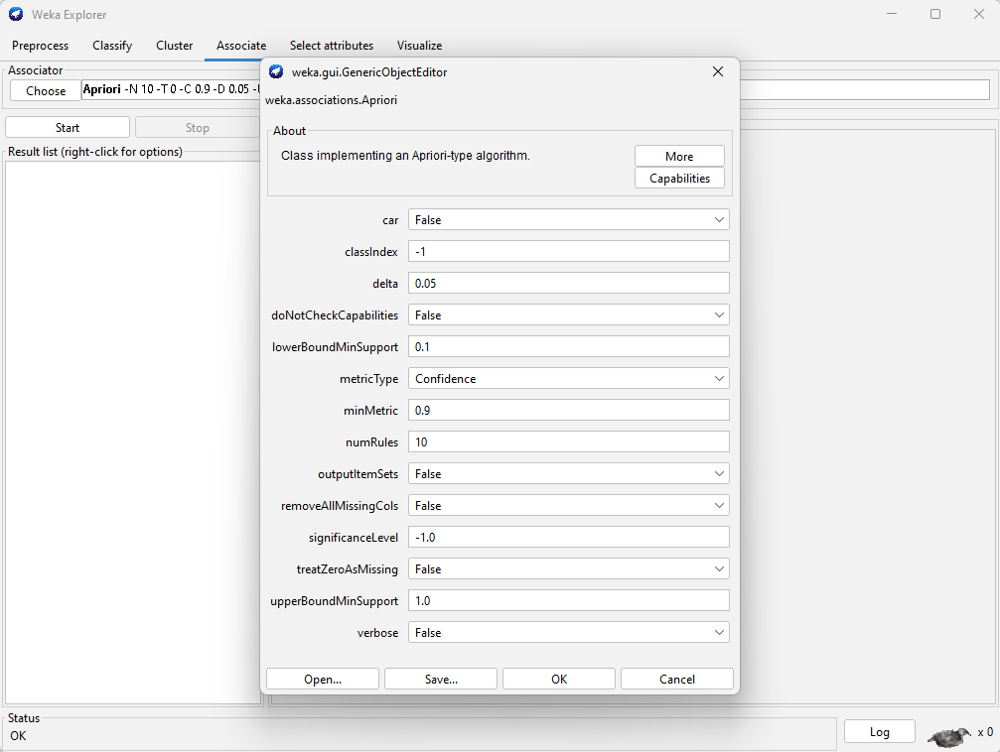 Weka Explorer
Preprocess Classify Cluster Associate Select attributes Visualize
Associator
Choose Apriori -N 10 -T 0 -C 0.9 -D 0.05
Start Stop
Result list (right-click for options)
weka.gui.GenericObjectEditor
weka.associations.Apriori
About
Class implementing an Apriori-type algorithm.
More
Capabilities
car False
classIndex -1
delta 0.05
doNotCheckCapabilities False
lowerBoundMinSupport 0.1
metricType Confidence
minMetric 0.9
numRules 10
outputItemSets False
removeAllMissingCols False
significanceLevel -1.0
treatZeroAsMissing False
upperBoundMinSupport 1.0
verbose False
Open... Save... OK Cancel
Status
OK
Log x 0